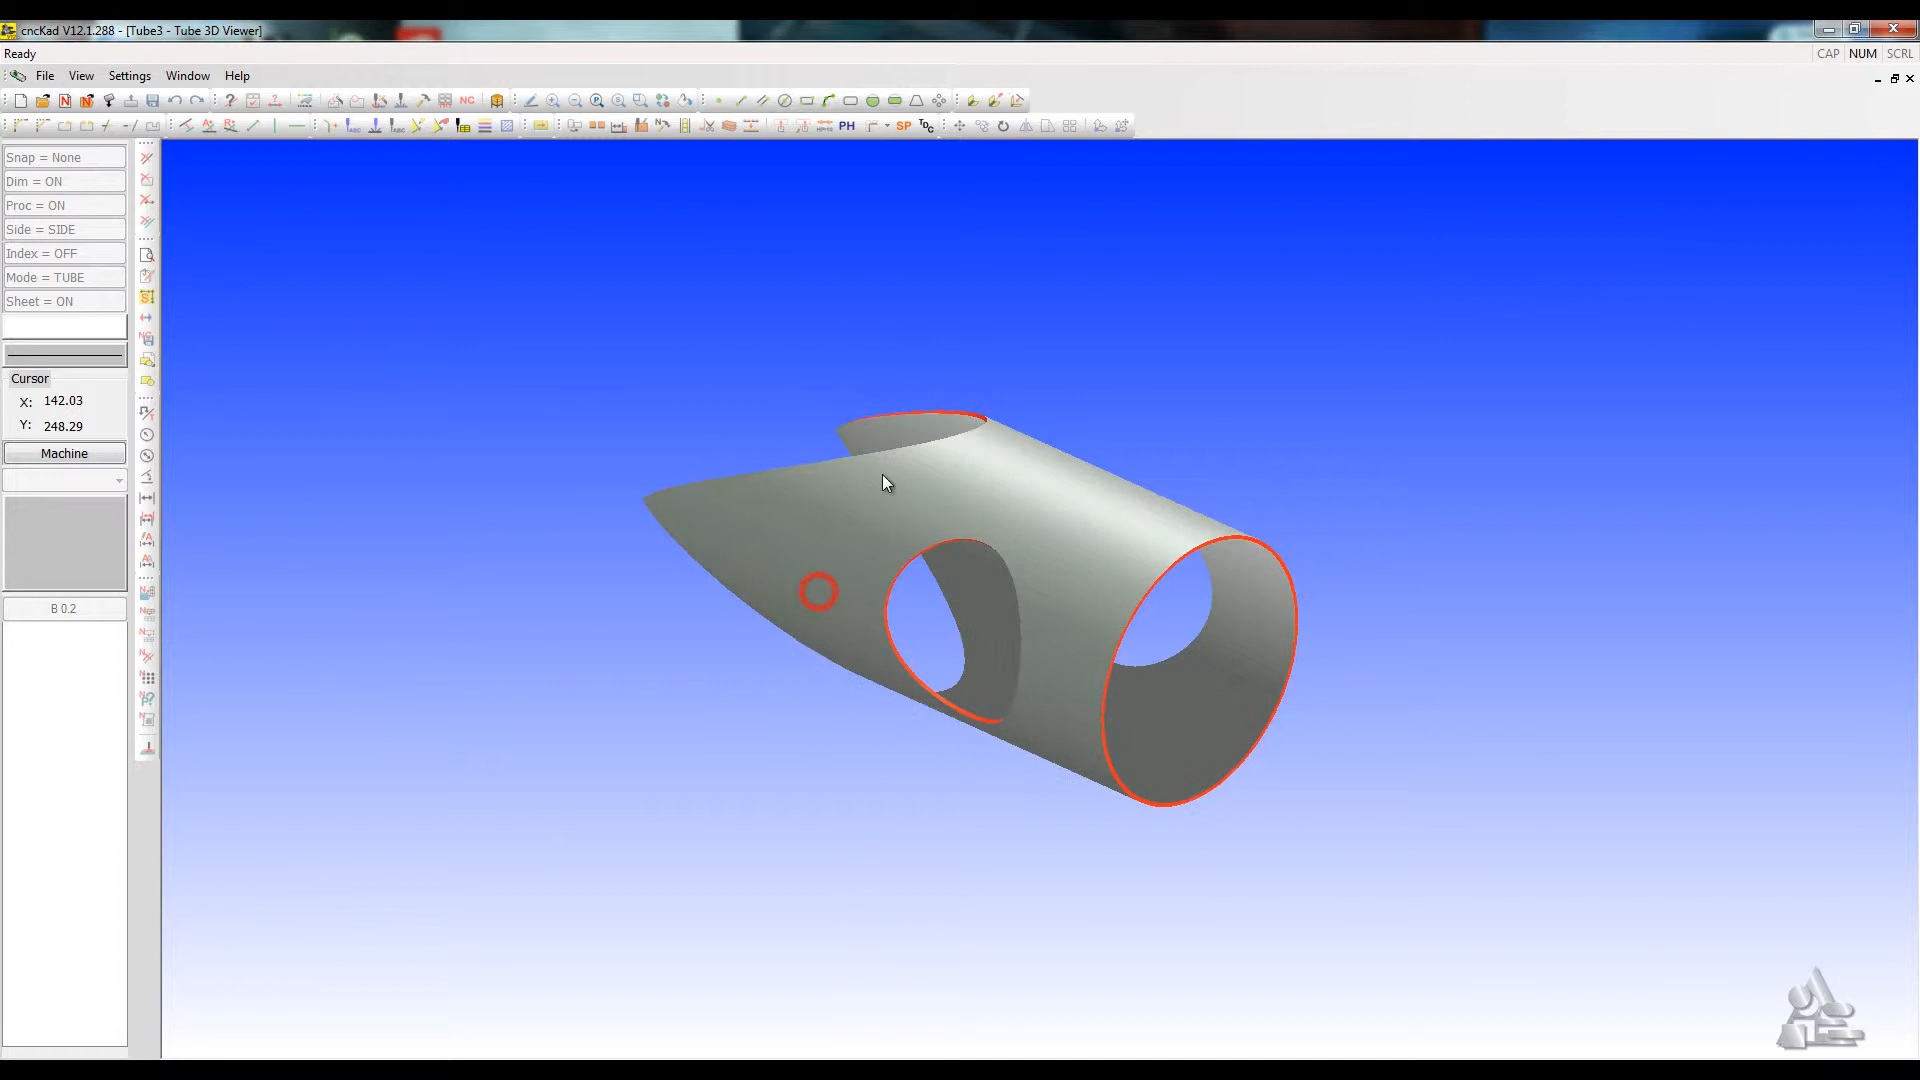 cncKad V12.1.288 - [Tube3 - Tube 3D Viewer]
Ready
CAP NUM SCRL
File View Settings Window Help
NC
PH SP
Snap = None
Dim = ON
Proc = ON
Side = SIDE
Index = OFF
Mode = TUBE
Sheet = ON
Cursor
X: 142.03
Y: 248.29
Machine
B 0.2